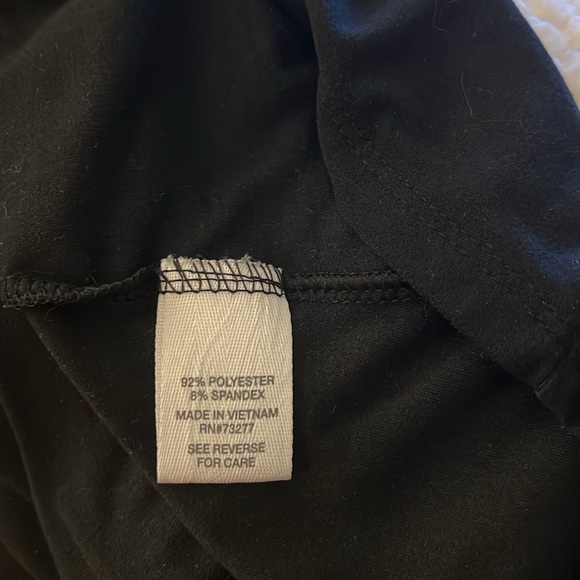 92% POLYESTER
8% SPANDEX
MADE IN VIETNAM
RN#73277
SEE REVERSE
FOR CARE